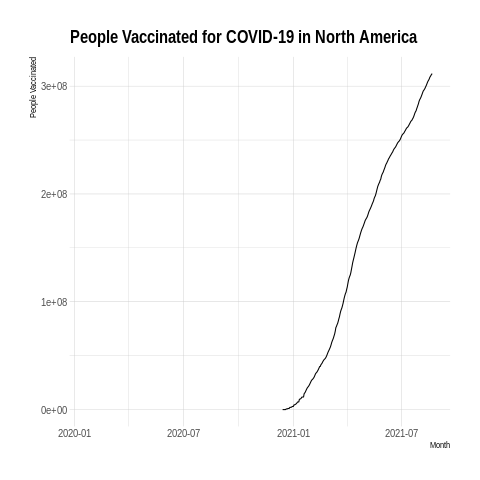 People Vaccinated for COVID-19 in North America
People Vaccinated
3e+08
2e+08
1e+08
0e+00
2020-01 2020-07 2021-01 2021-07
Month